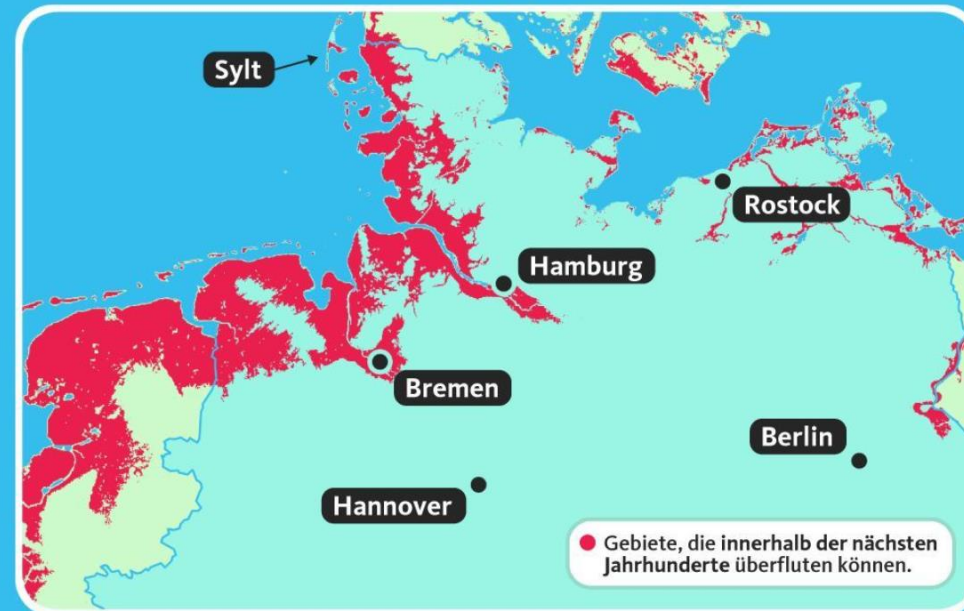 Sylt
Rostock
Hamburg
Bremen
Berlin
Hannover
Gebiete, die innerhalb der nächsten
Jahrhunderte überfluten können.